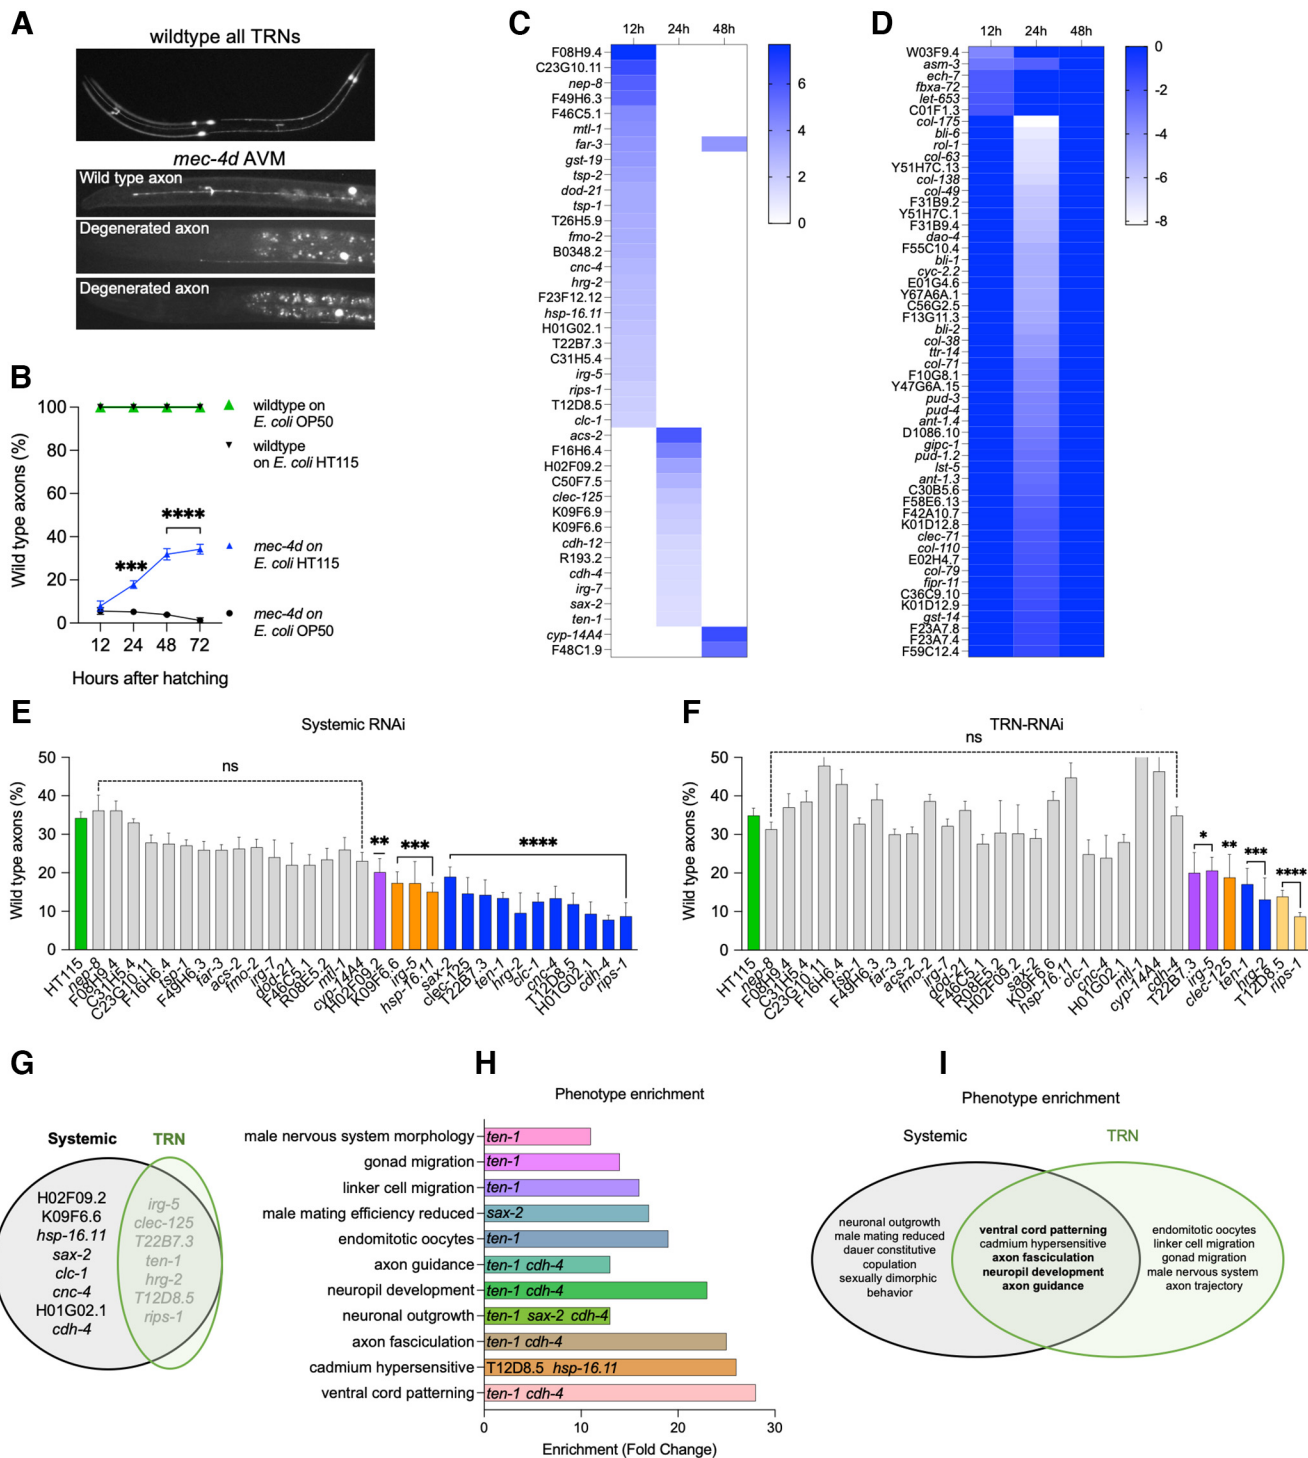 A
wildtype all TRNs
mec-4d AVM
Wild type axon
Degenerated axon
Degenerated axon
B
Wild type axons (%)
100
80
60
40
20
0
12 24 48 72
Hours after hatching
***
****
wildtype on
E. coli OP50
wildtype
on E. coli HT115
mec-4d on
E. coli HT115
mec-4d on
E. coli OP50
C
12h 24h 48h
F08H9.4
C23G10.11
nep-8
F49H6.3
F46C5.1
mtl-1
far-3
gst-19
tsp-2
dod-21
tsp-1
T26H5.9
fmo-2
B0348.2
cnc-4
hrg-2
F23F12.12
hsp-16.11
H01G02.1
T22B7.3
C31H5.4
irg-5
rips-1
T12D8.5
clc-1
acs-2
F16H6.4
H02F09.2
C50F7.5
clec-125
K09F6.9
K09F6.6
cdh-12
R193.2
cdh-4
irg-7
sax-2
ten-1
cyp-14A4
F48C1.9
6
4
2
0
D
12h 24h 48h
W03F9.4
asm-3
ech-7
fbxa-72
let-653
C01F1.3
col-175
bli-6
rol-1
col-63
Y51H7C.13
col-138
col-49
F31B9.2
Y51H7C.1
F31B9.4
dao-4
F55C10.4
bli-1
cyc-2.2
E01G4.6
Y67A6A.1
C56G2.5
F13G11.3
bli-2
col-38
ttr-14
col-71
F10G8.1
Y47G6A.15
pud-3
pud-4
ant-1.4
D1086.10
gipc-1
pud-1.2
lst-5
ant-1.3
C30B5.6
F58E6.13
F42A10.7
K01D12.8
clec-71
col-110
E02H4.7
col-79
fipr-11
C36C9.10
K01D12.9
gst-14
F23A7.8
F23A7.4
F59C12.4
0
-2
-4
-6
-8
E
Systemic RNAi
Wild type axons (%)
50
40
30
20
10
0
ns
**
***
****
HT115
nep-8
F08H9.4
C31H5.4
C23G10.11
F16H6.4
tsp-1
F49H6.3
far-3
acs-2
fmo-2
irg-7
dod-21
F46C5.1
R08E5.2
mtl-1
cyp-14A4
H02F09.2
K09F6.6
irg-5
hsp-16.11
sax-2
clec-125
T22B7.3
ten-1
hrg-2
clc-1
cnc-4
T12D8.5
H01G02.1
cdh-4
rips-1
F
TRN-RNAi
Wild type axons (%)
50
40
30
20
10
0
ns
*
**
***
****
HT115
nep-8
F08H9.4
C31H5.4
C23G10.11
F16H6.4
tsp-1
F49H6.3
far-3
acs-2
fmo-2
irg-7
dod-21
F46C5.1
R08E5.2
H02F09.2
sax-2
K09F6.6
hsp-16.11
clc-1
cnc-4
H01G02.1
mtl-1
cyp-14A4
cdh-4
T22B7.3
irg-5
clec-125
ten-1
hrg-2
T12D8.5
rips-1
G
Systemic TRN
H02F09.2
K09F6.6
hsp-16.11
sax-2
clc-1
cnc-4
H01G02.1
cdh-4
irg-5
clec-125
T22B7.3
ten-1
hrg-2
T12D8.5
rips-1
H
Phenotype enrichment
male nervous system morphology ten-1
gonad migration ten-1
linker cell migration ten-1
male mating efficiency reduced sax-2
endomitotic oocytes ten-1
axon guidance ten-1 cdh-4
neuropil development ten-1 cdh-4
neuronal outgrowth ten-1 sax-2 cdh-4
axon fasciculation ten-1 cdh-4
cadmium hypersensitive T12D8.5 hsp-16.11
ventral cord patterning ten-1 cdh-4
0 10 20 30
Enrichment (Fold Change)
I
Phenotype enrichment
Systemic
TRN
neuronal outgrowth
male mating reduced
dauer constitutive
copulation
sexually dimorphic
behavior
ventral cord patterning
cadmium hypersensitive
axon fasciculation
neuropil development
axon guidance
endomitotic oocytes
linker cell migration
gonad migration
male nervous system
axon trajectory